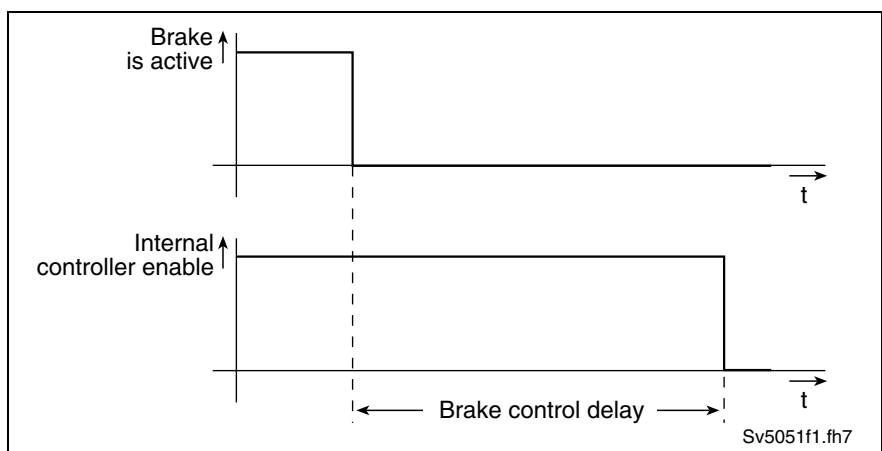 Brake
is active
t
Internal
controller enable
t
Brake control delay
Sv5051f1.fh7